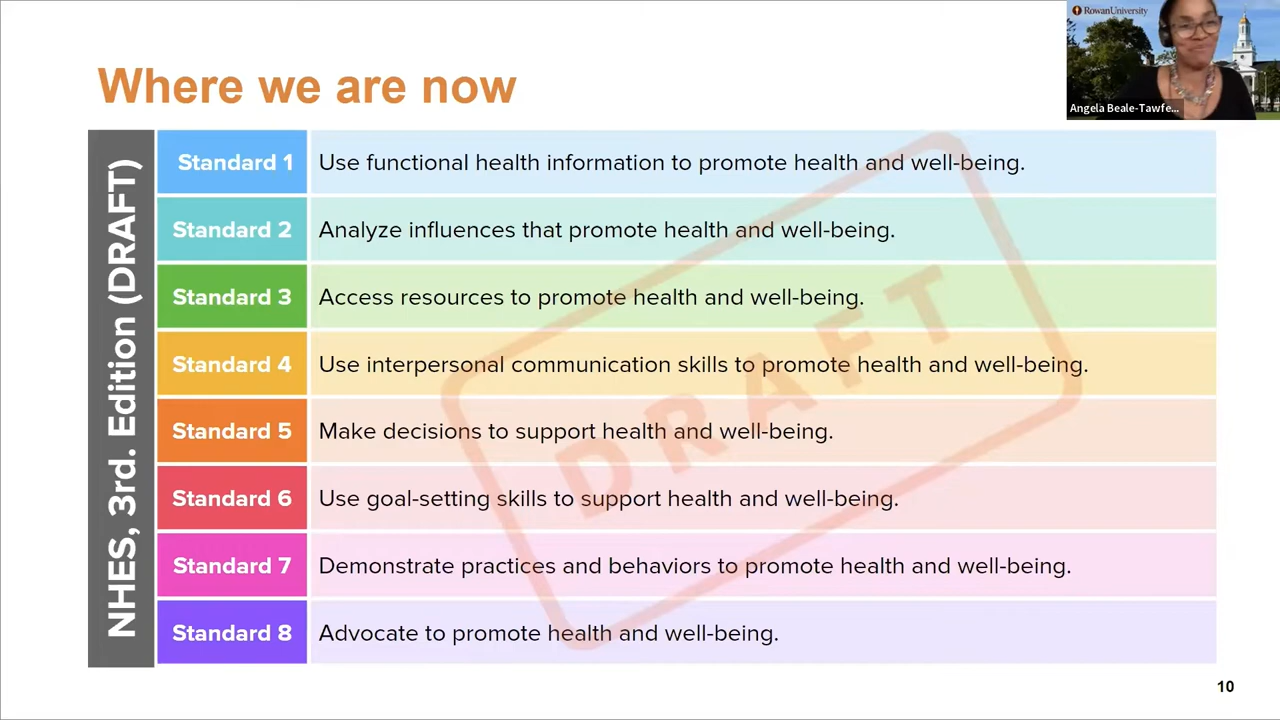 RowanUniversity
Angela Beale-Tawfe...
Where we are now
NHES, 3rd. Edition (DRAFT)
Standard 1 Use functional health information to promote health and well-being.
Standard 2 Analyze influences that promote health and well-being.
Standard 3 Access resources to promote health and well-being.
Standard 4 Use interpersonal communication skills to promote health and well-being.
Standard 5 Make decisions to support health and well-being.
Standard 6 Use goal-setting skills to support health and well-being.
Standard 7 Demonstrate practices and behaviors to promote health and well-being.
Standard 8 Advocate to promote health and well-being.
DRAFT
10